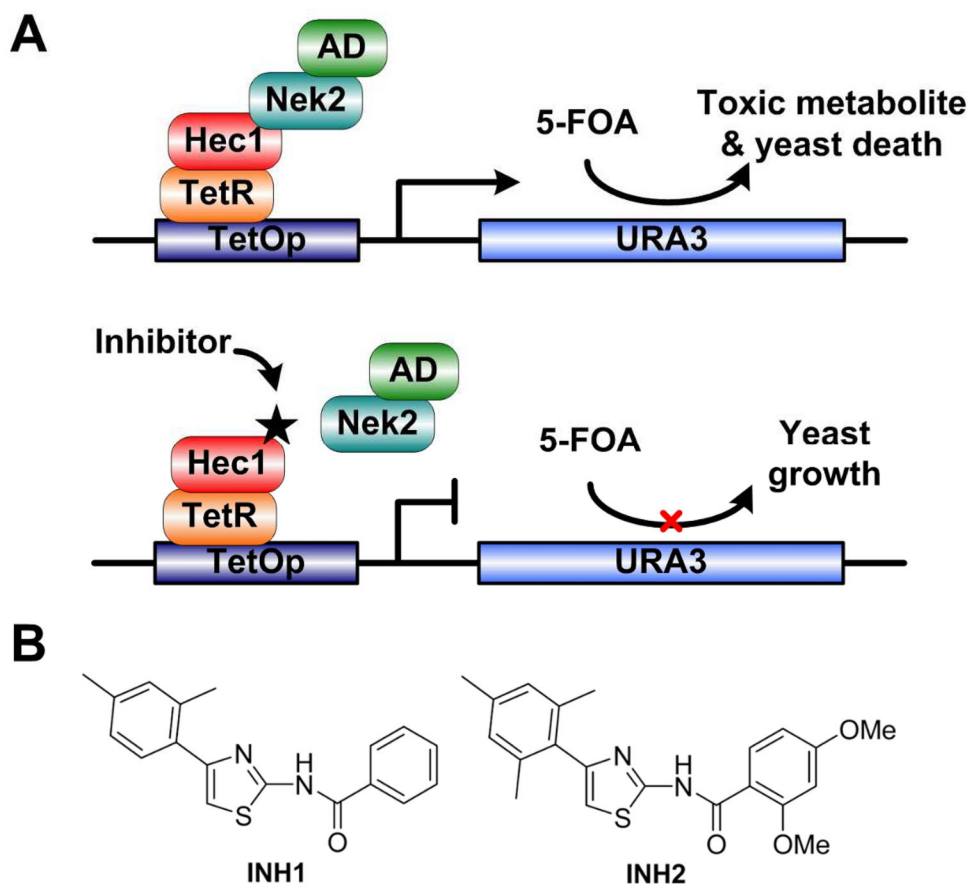 A
AD
Nek2
Hec1
TetR
TetOp
5-FOA
Toxic metabolite
& yeast death
URA3
Inhibitor
AD
Nek2
Hec1
TetR
TetOp
5-FOA
Yeast
growth
URA3
B
N
S
H
N
O
INH1
N
S
H
N
O
OMe
OMe
INH2